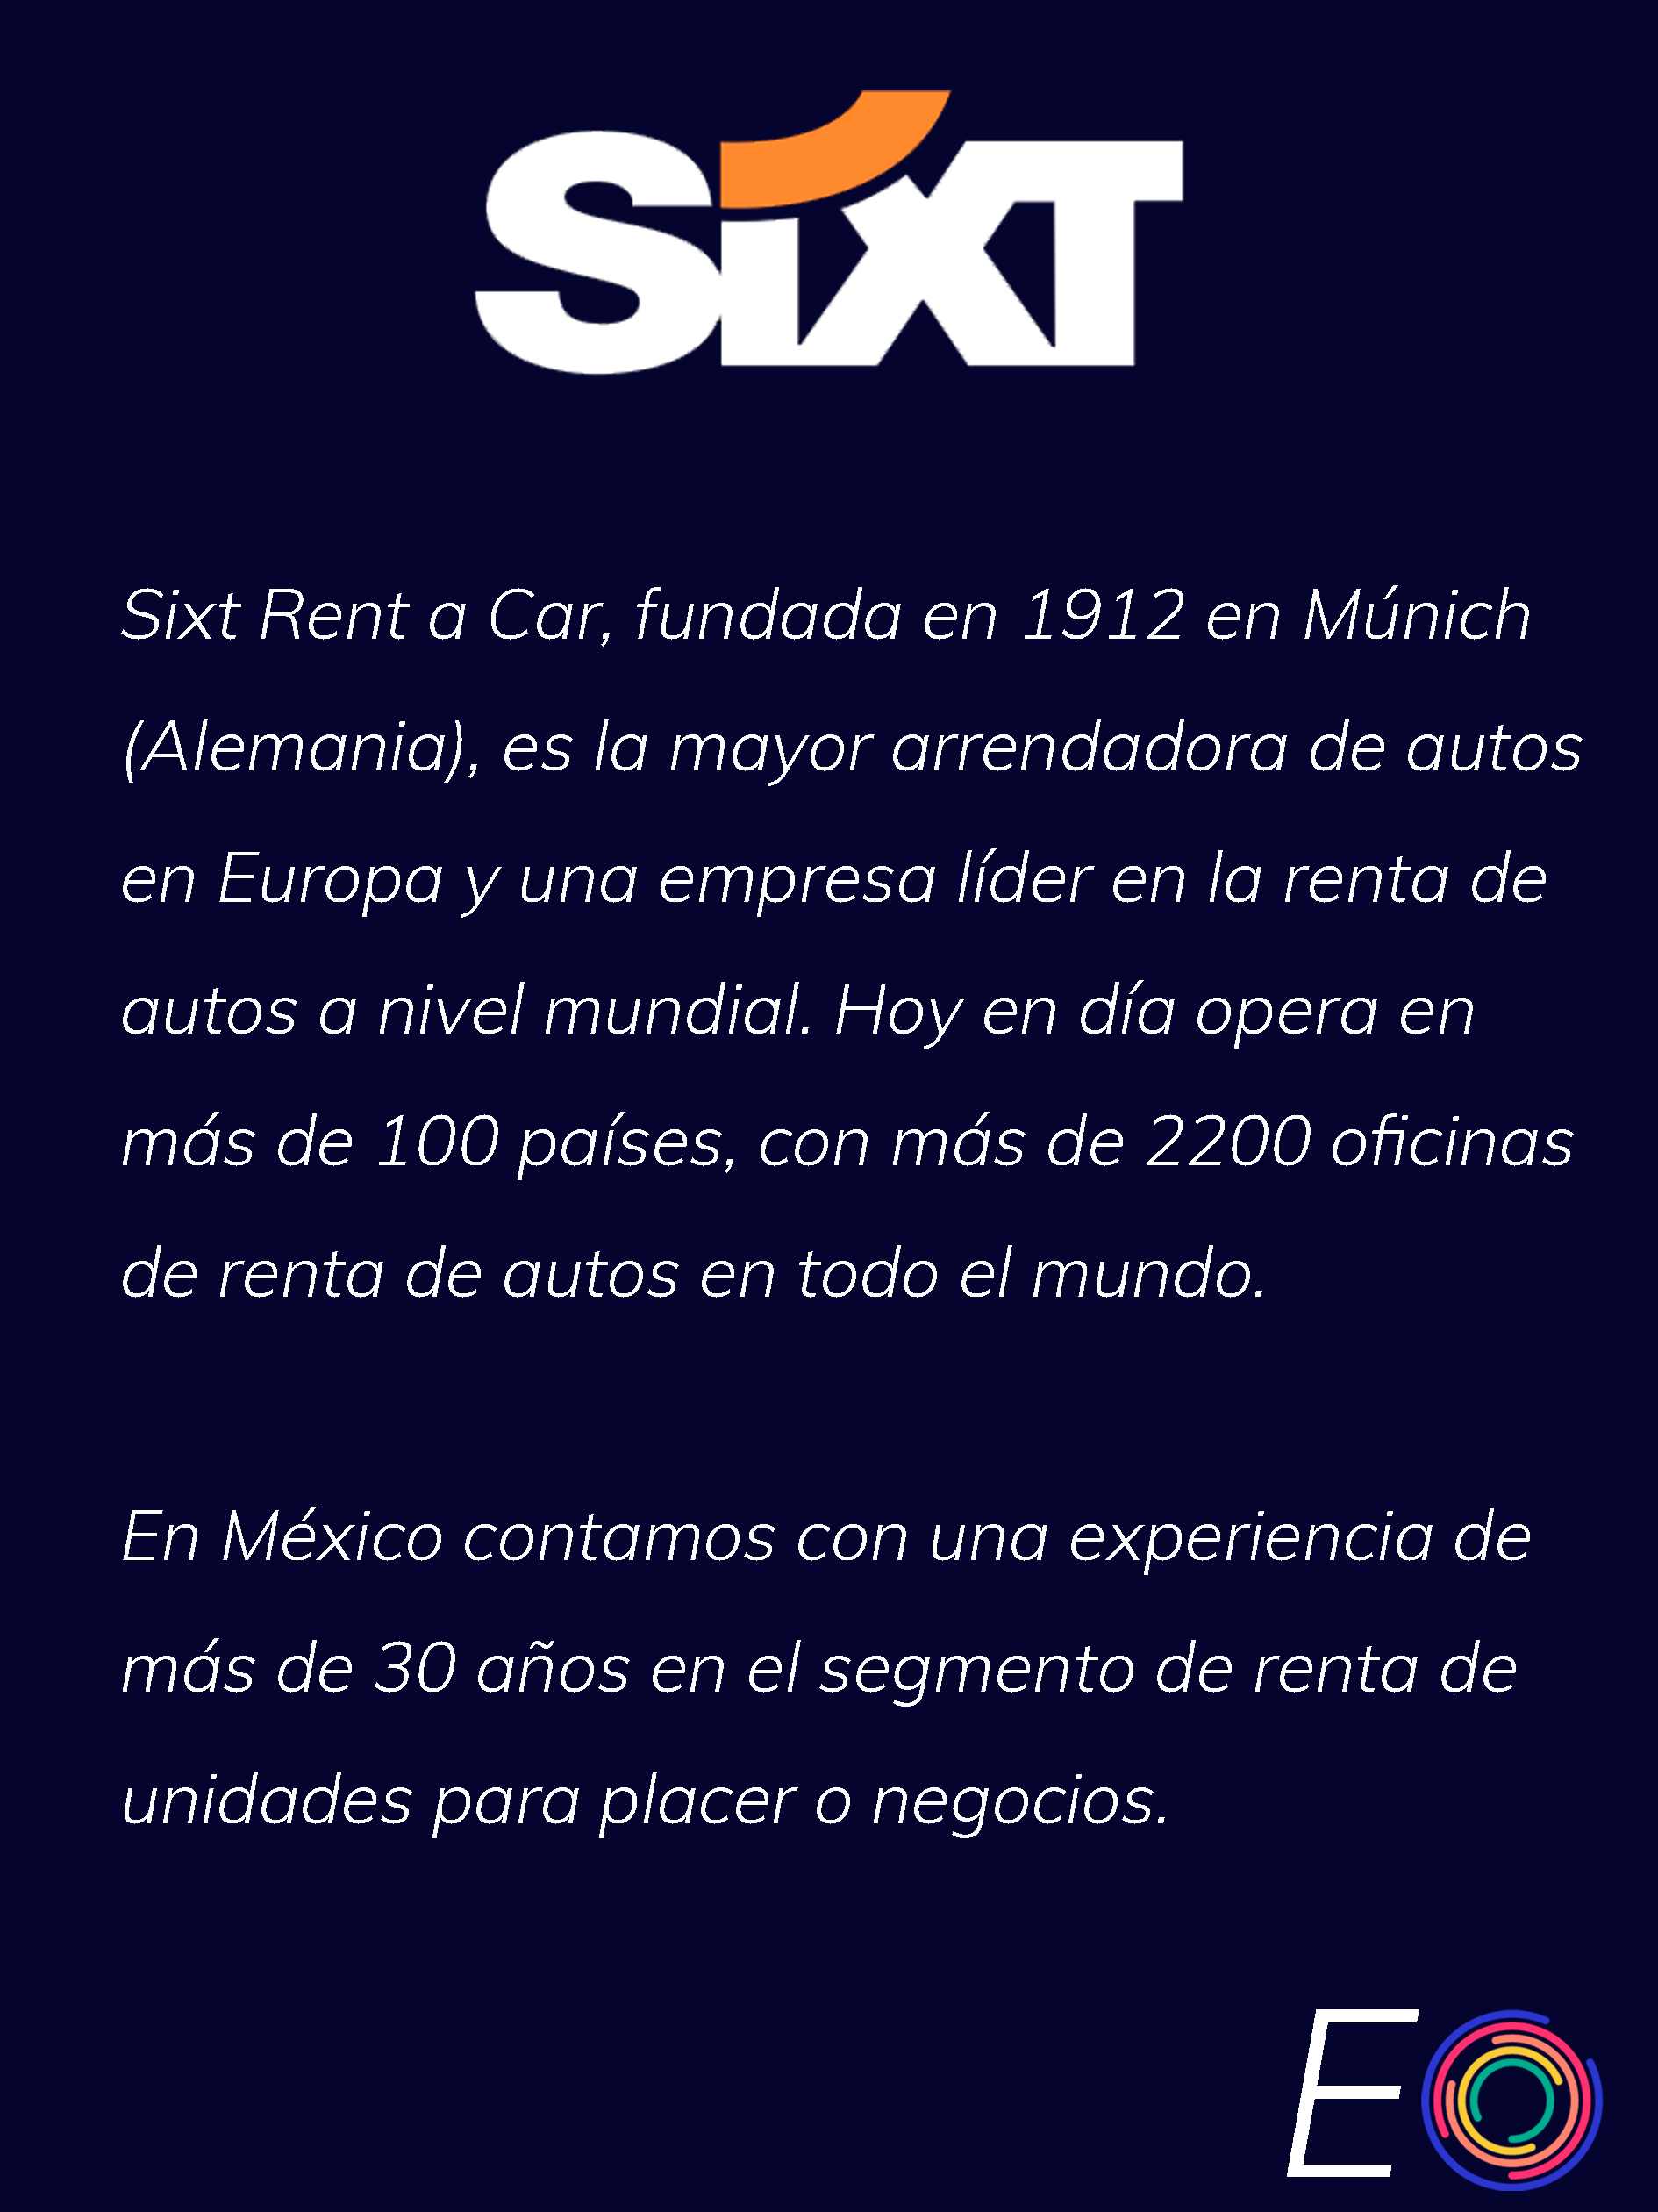 SiXT
Sixt Rent a Car, fundada en 1912 en Múnich
(Alemania), es la mayor arrendadora de autos
en Europa y una empresa líder en la renta de
autos a nivel mundial. Hoy en día opera en
más de 100 países, con más de 2200 oficinas
de renta de autos en todo el mundo.
En México contamos con una experiencia de
más de 30 años en el segmento de renta de
unidades para placer o negocios.
EO